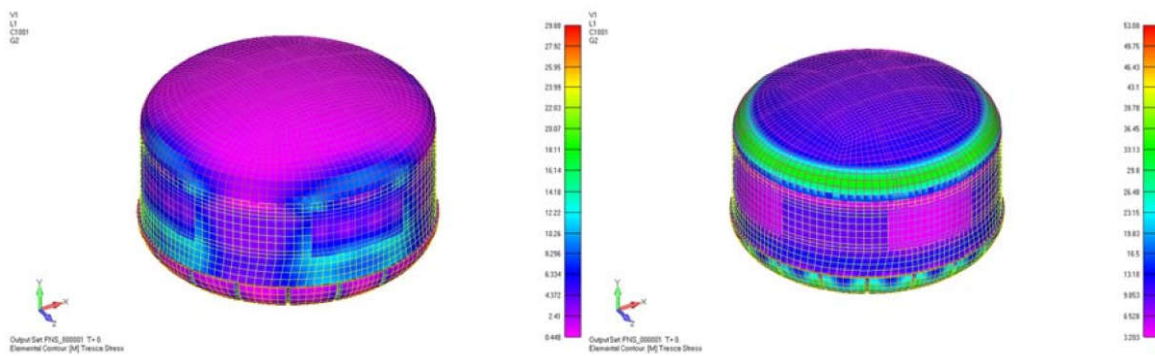 V1
L1
C1001
G2
29.88
27.92
25.95
23.99
22.03
20.07
18.11
16.14
14.18
12.22
10.26
8.296
6.334
4.372
2.41
0.448
Y
X
Z
Output Set: PNS_000001 T= 0.
Elemental Contour: [M] Tresca Stress
V1
L1
C1001
G2
53.08
49.75
46.43
43.1
39.78
36.45
33.13
29.8
26.48
23.15
19.83
16.5
13.18
9.853
6.528
3.203
Y
X
Z
Output Set: PNS_000001 T= 0.
Elemental Contour: [M] Tresca Stress